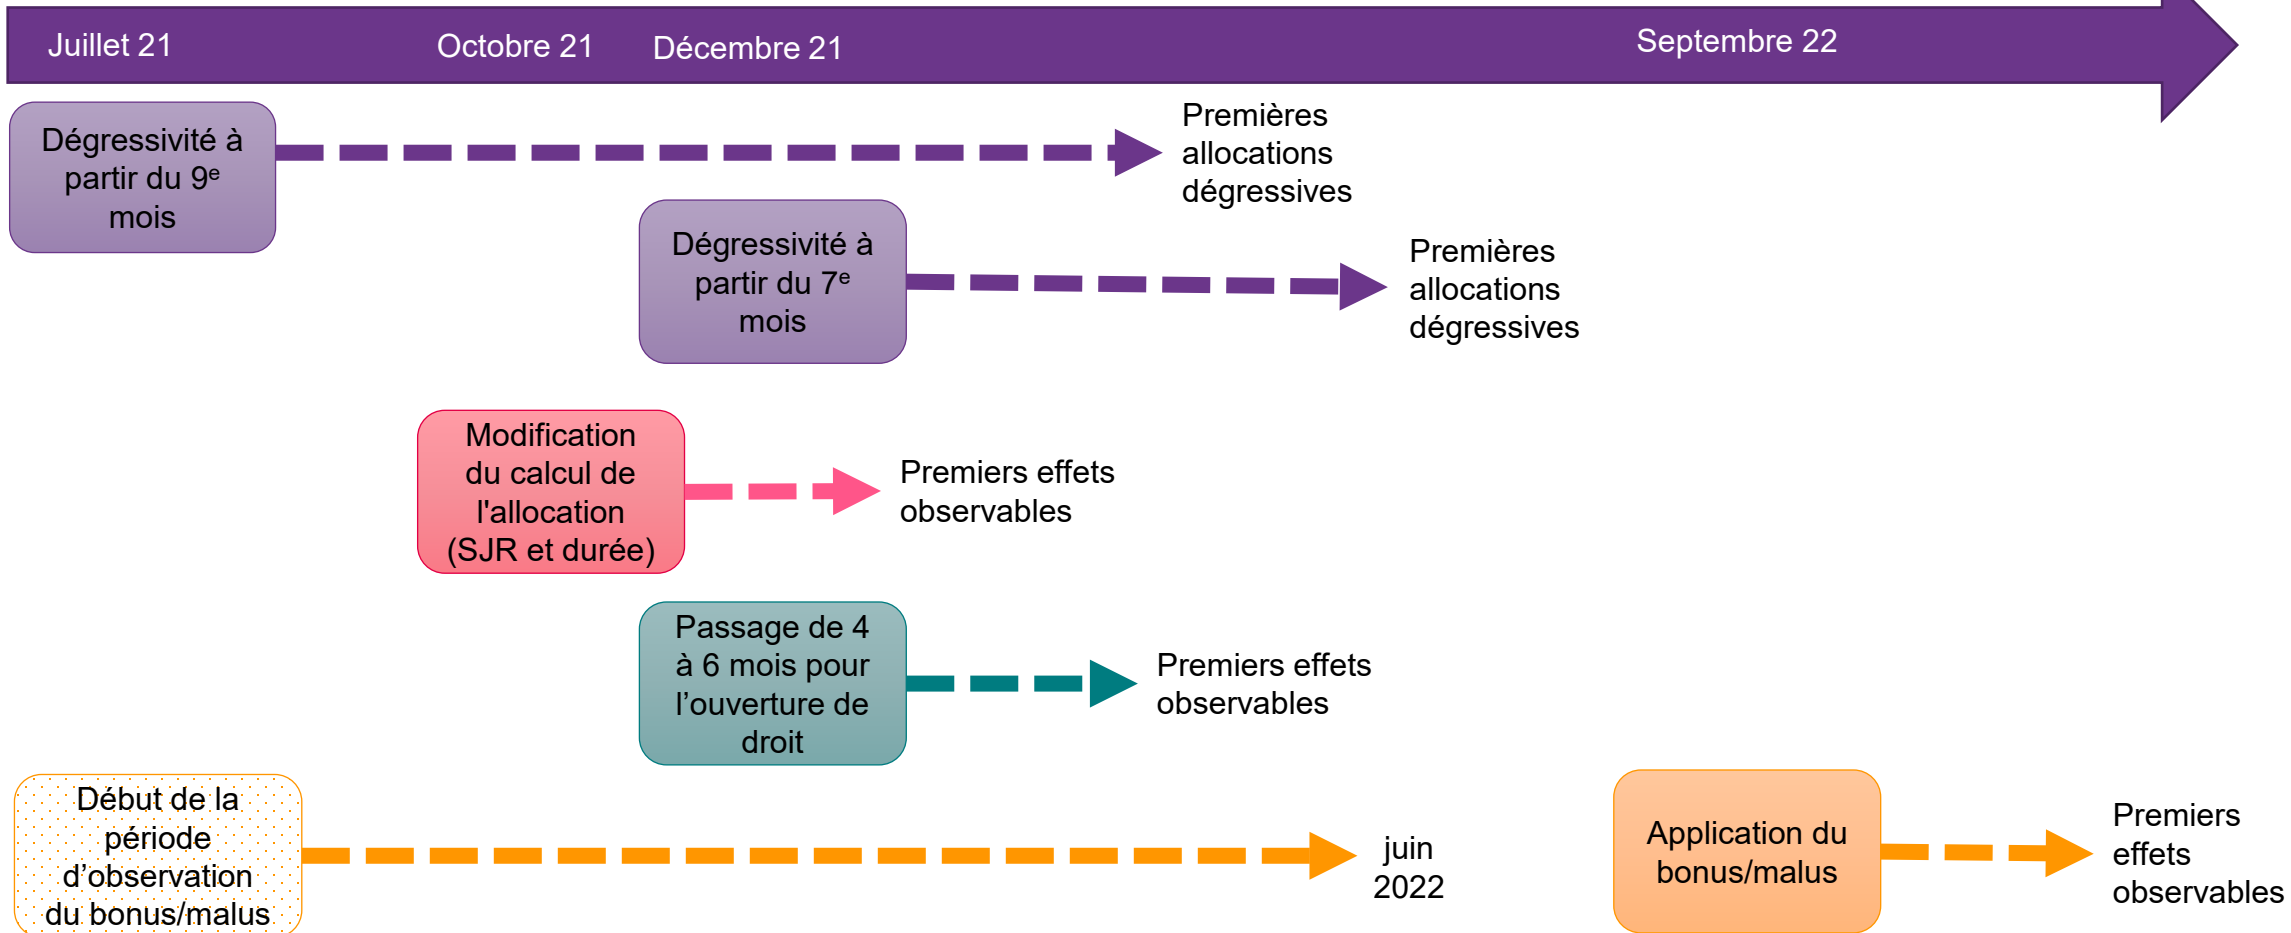 Juillet 21
Octobre 21
Décembre 21
Septembre 22
Dégressivité à
partir du 9e
mois
Premières
allocations
dégressives
Dégressivité à
partir du 7e
mois
Premières
allocations
dégressives
Modification
du calcul de
l'allocation
(SJR et durée)
Premiers effets
observables
Passage de 4
à 6 mois pour
l’ouverture de
droit
Premiers effets
observables
Début de la
période
d’observation
du bonus/malus
juin
2022
Application du
bonus/malus
Premiers
effets
observables